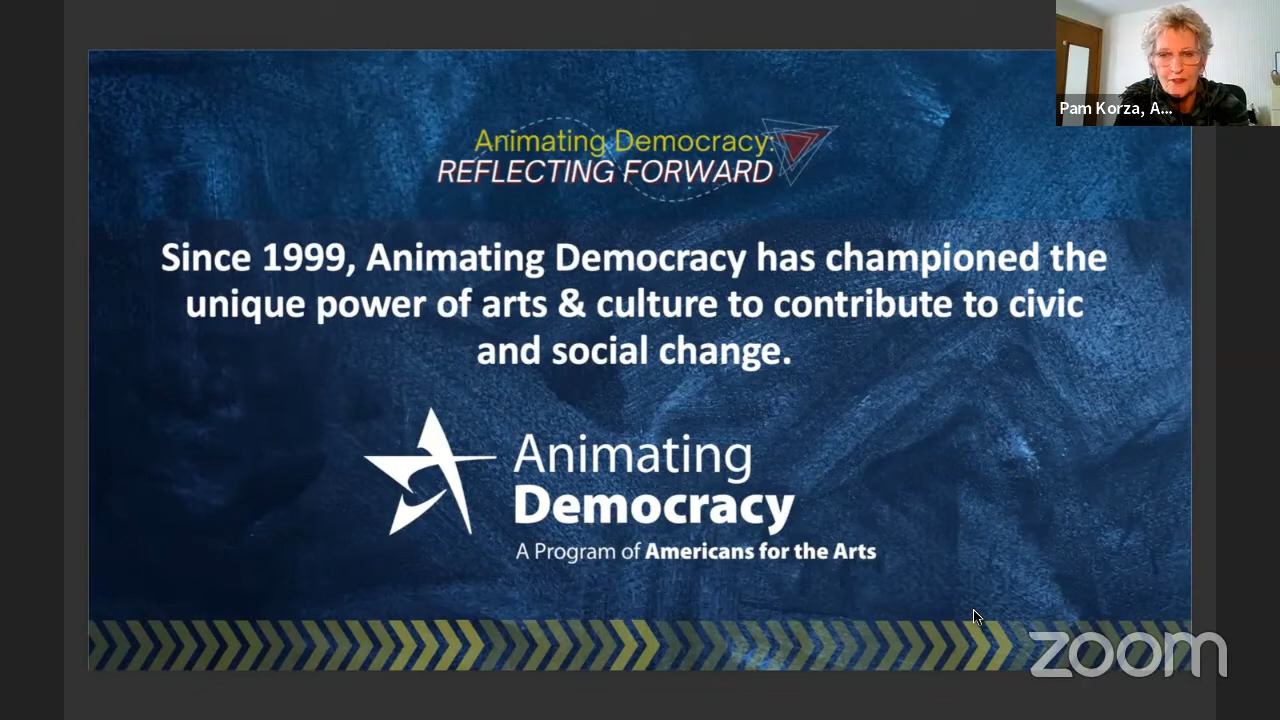 Pam Korza, A...
Animating Democracy:
REFLECTING FORWARD
Since 1999, Animating Democracy has championed the
unique power of arts & culture to contribute to civic
and social change.
Animating
Democracy
A Program of Americans for the Arts
zoom